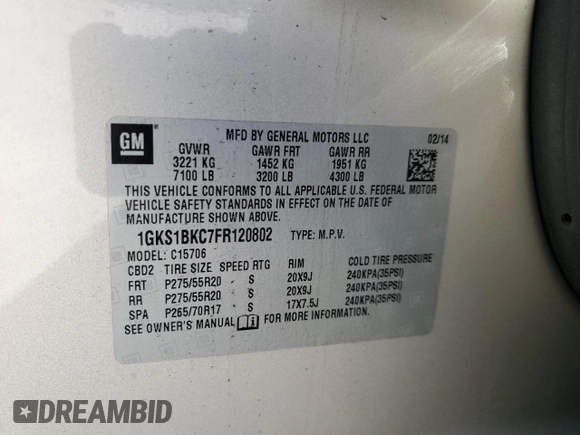 GM
MFD BY GENERAL MOTORS LLC 02/14
GVWR GAWR FRT GAWR RR
3221 KG 1452 KG 1951 KG
7100 LB 3200 LB 4300 LB
THIS VEHICLE CONFORMS TO ALL APPLICABLE U.S. FEDERAL MOTOR
VEHICLE SAFETY STANDARDS IN EFFECT ON THE DATE OF
MANUFACTURE SHOWN ABOVE.
1GKS1BKC7FR120802 TYPE: M.P.V.
MODEL: C15706
CBD2 TIRE SIZE SPEED RTG RIM COLD TIRE PRESSURE
FRT P275/55R20 - S 20X9J 240KPA(35PSI)
RR P275/55R20 - S 20X9J 240KPA(35PSI)
SPA P265/70R17 - S 17X7.5J 240KPA(35PSI)
SEE OWNER'S MANUAL FOR MORE INFORMATION.
DREAMBID